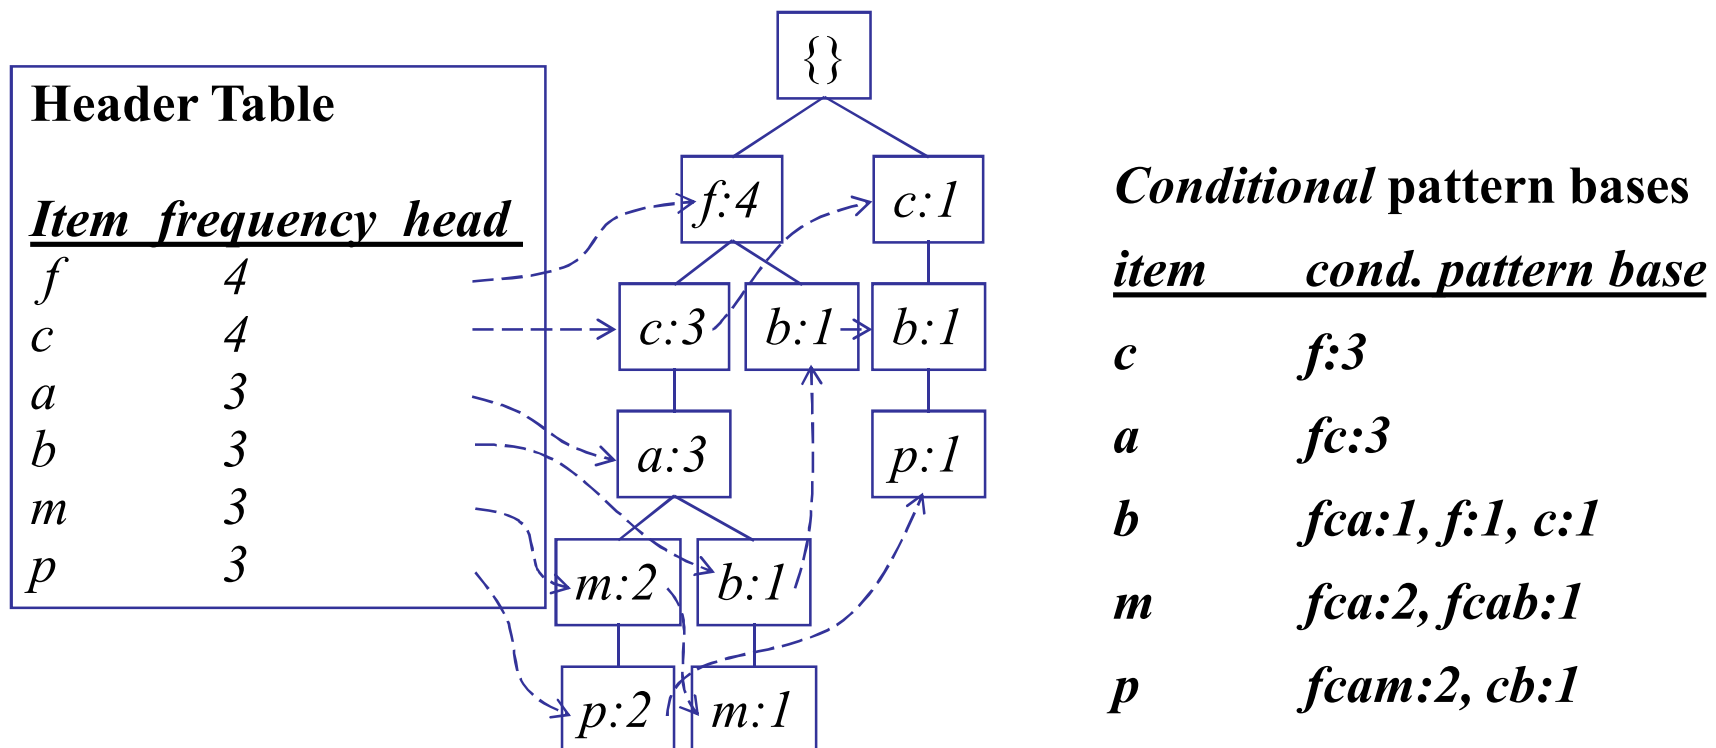 Header Table
Item frequency head
f 4
c 4
a 3
b 3
m 3
p 3
{}
f:4 c:1
c:3 b:1 b:1
a:3 p:1
m:2 b:1
p:2 m:1
Conditional pattern bases
item cond. pattern base
c f:3
a fc:3
b fca:1, f:1, c:1
m fca:2, fcab:1
p fcam:2, cb:1